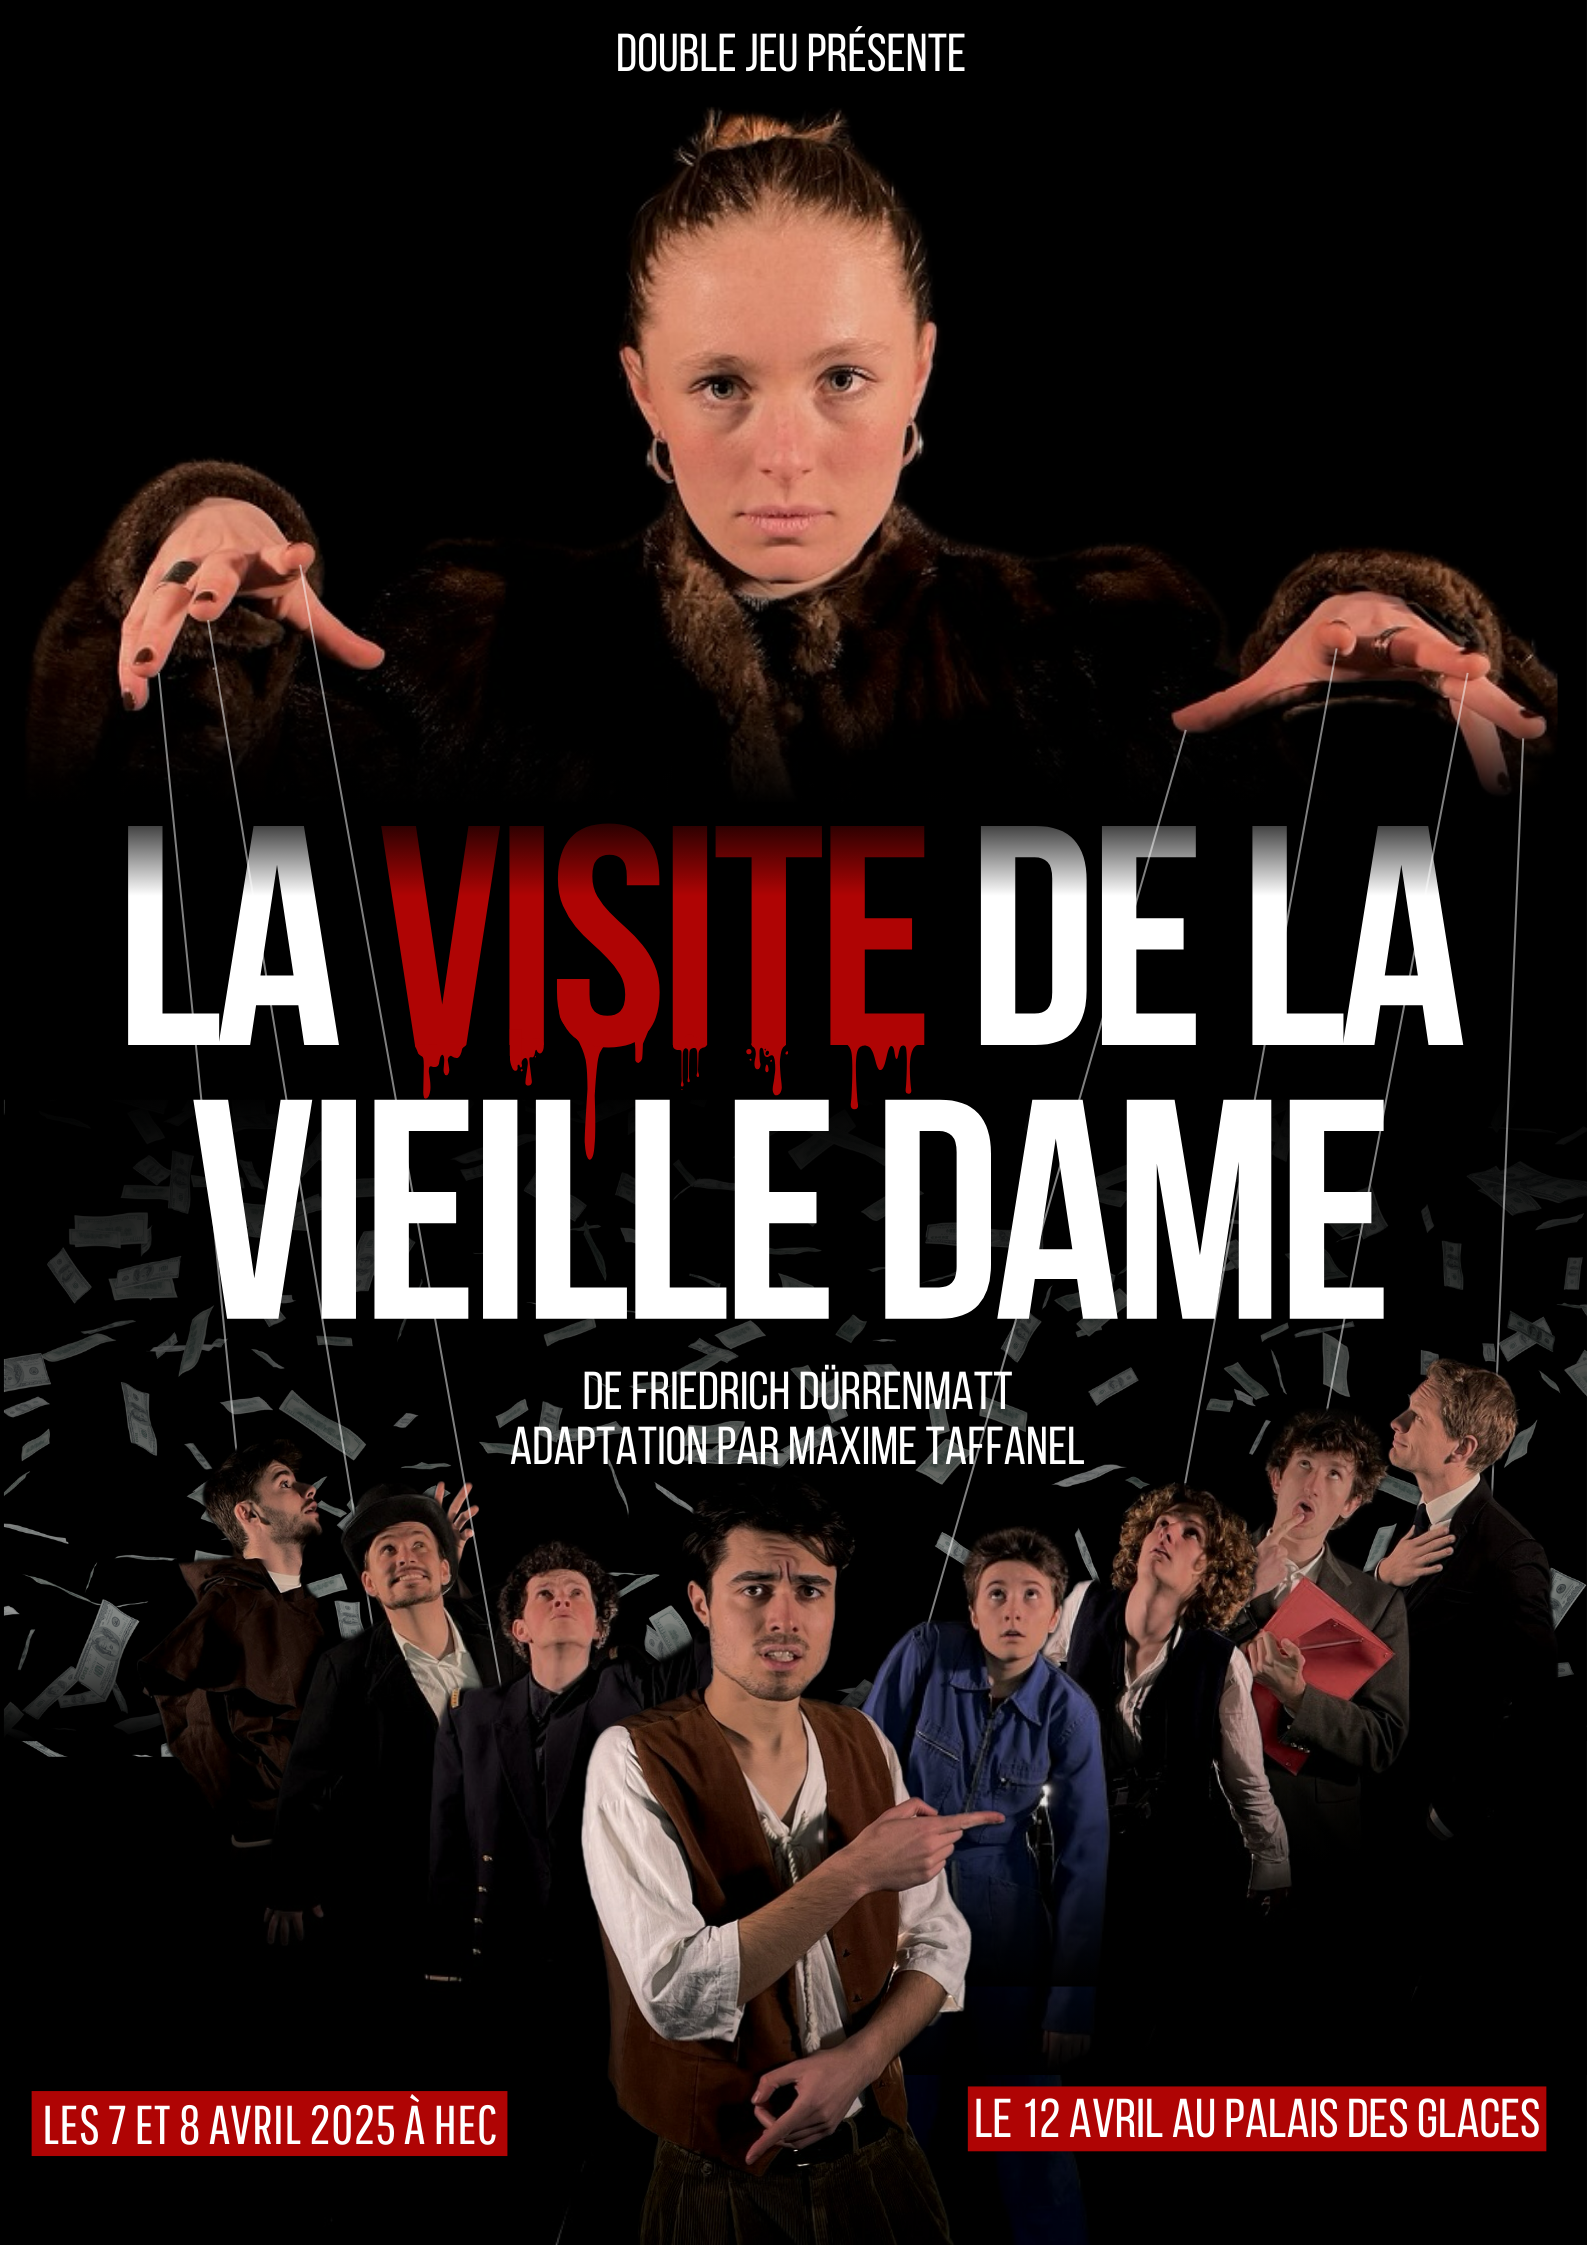 DOUBLE JEU PRÉSENTE
LA VISITE DE LA
VIEILLE DAME
DE FRIEDRICH DÜRRENMATT
ADAPTATION PAR MAXIME TAFFANEL
LES 7 ET 8 AVRIL 2025 À HEC
LE 12 AVRIL AU PALAIS DES GLACES